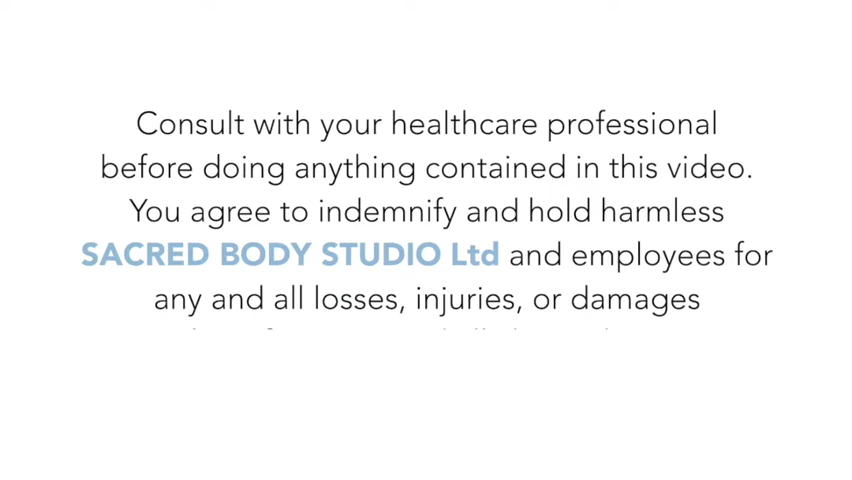 Consult with your healthcare professional
before doing anything contained in this video.
You agree to indemnify and hold harmless
SACRED BODY STUDIO Ltd and employees for
any and all losses, injuries, or damages